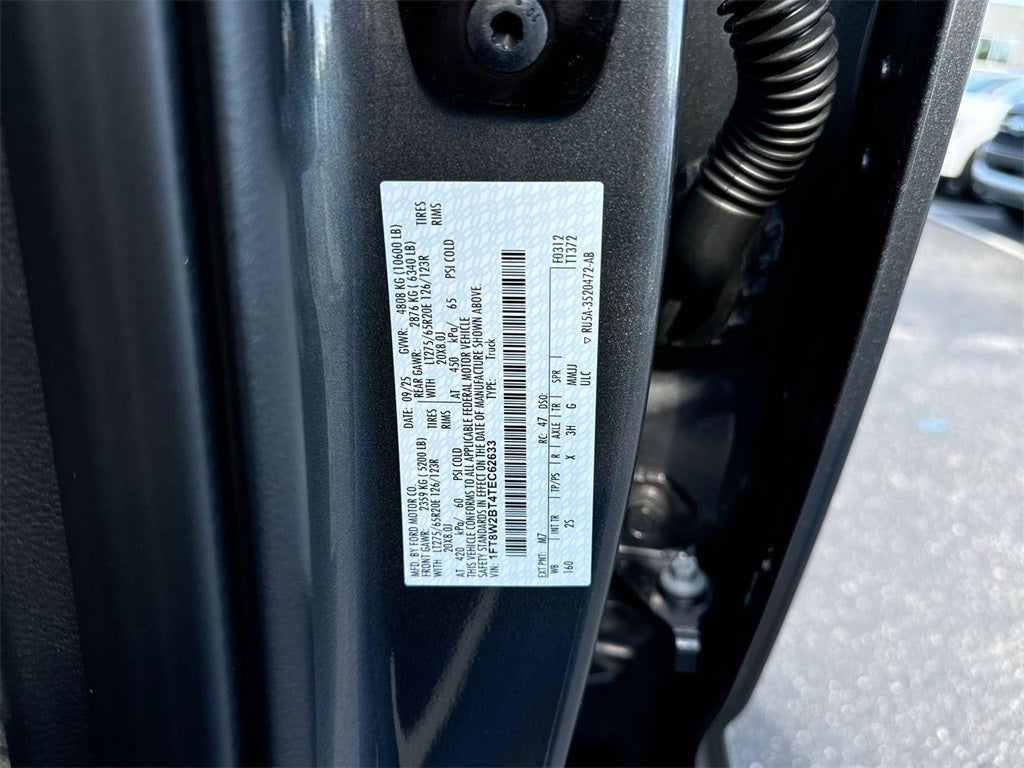 MFD. BY FORD MOTOR CO. DATE: 09/25 GVWR: 4808 KG (10600 LB)
FRONT GAWR: 2359 KG ( 5200 LB) REAR GAWR: 2876 KG ( 6340 LB)
WITH LT275/65R20E 126/123R TIRES WITH LT275/65R20E 126/123R TIRES
20X8.0J RIMS 20X8.0J RIMS
AT 420 kPa/ 60 PSI COLD AT 450 kPa/ 65 PSI COLD
THIS VEHICLE CONFORMS TO ALL APPLICABLE FEDERAL MOTOR VEHICLE
SAFETY STANDARDS IN EFFECT ON THE DATE OF MANUFACTURE SHOWN ABOVE.
VIN: 1FT8W2BT4TEC62633 TYPE: Truck
F0312
T1372
EXT PNT: M7 RC: 47 DSO:
WB INT TR TP/PS R AXLE TR SPR
160 2S X 3H G MMJJ
ULC ▽ RU5A-3520472-AB